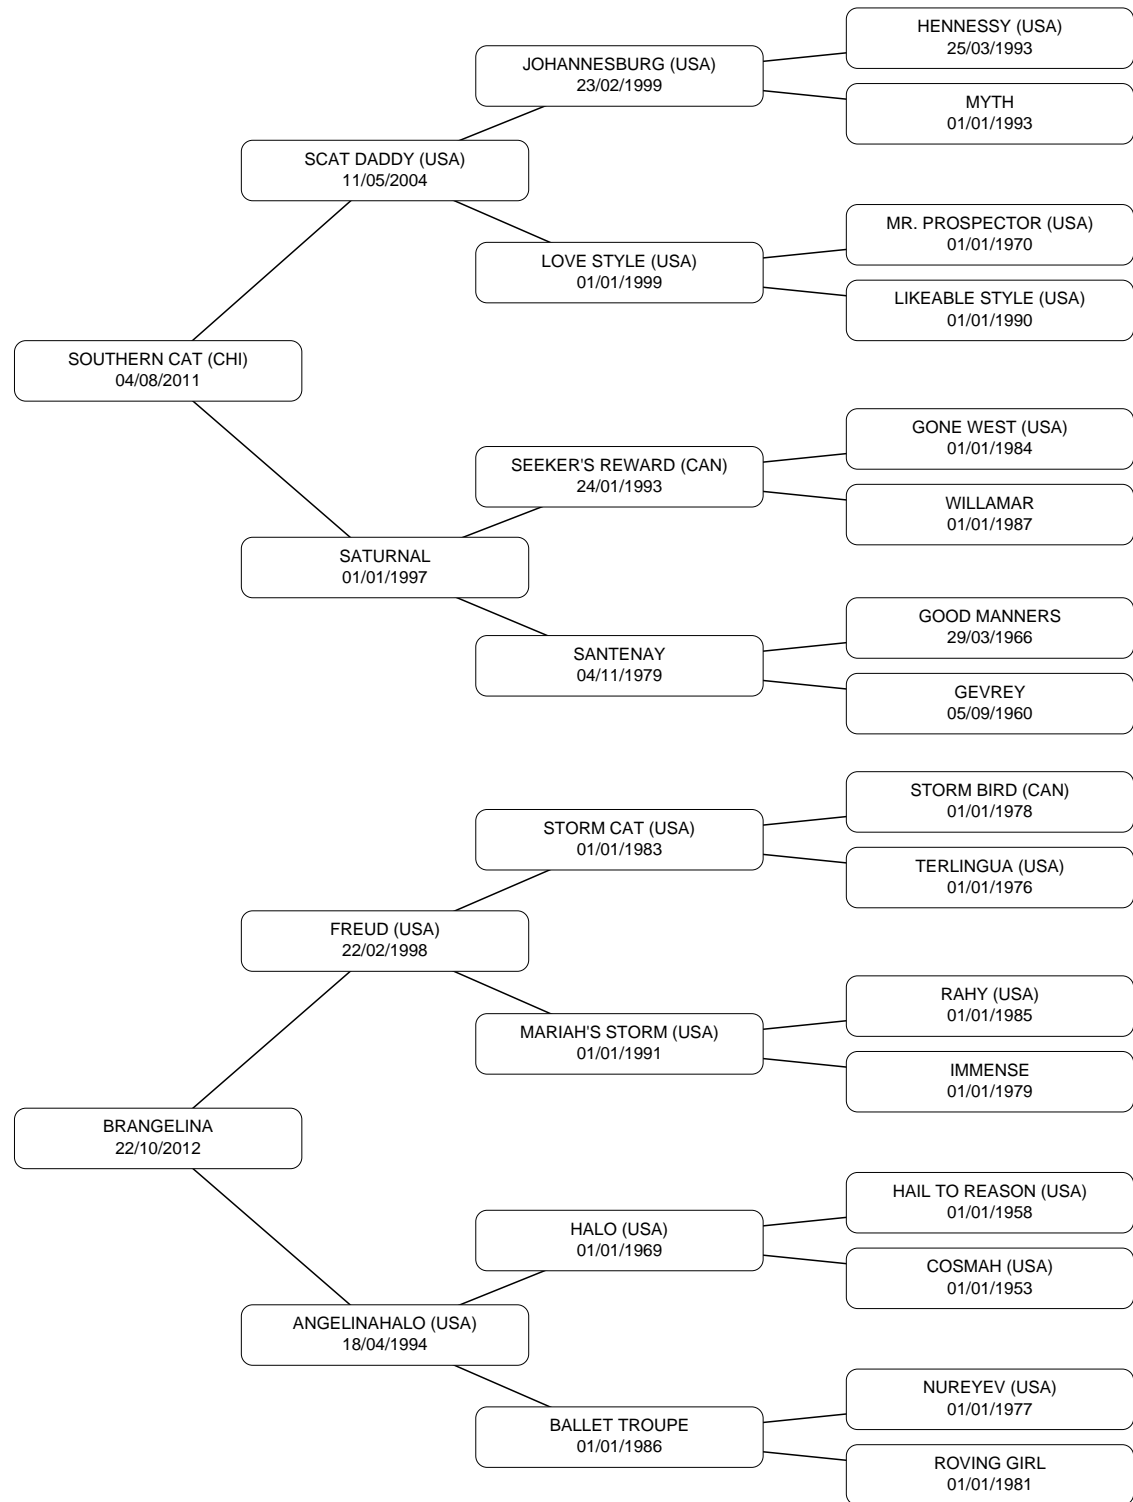 HENNESSY (USA)
25/03/1993
JOHANNESBURG (USA)
23/02/1999
MYTH
01/01/1993
SCAT DADDY (USA)
11/05/2004
MR. PROSPECTOR (USA)
01/01/1970
LOVE STYLE (USA)
01/01/1999
LIKEABLE STYLE (USA)
01/01/1990
SOUTHERN CAT (CHI)
04/08/2011
GONE WEST (USA)
01/01/1984
SEEKER'S REWARD (CAN)
24/01/1993
WILLAMAR
01/01/1987
SATURNAL
01/01/1997
GOOD MANNERS
29/03/1966
SANTENAY
04/11/1979
GEVREY
05/09/1960
STORM BIRD (CAN)
01/01/1978
STORM CAT (USA)
01/01/1983
TERLINGUA (USA)
01/01/1976
FREUD (USA)
22/02/1998
RAHY (USA)
01/01/1985
MARIAH'S STORM (USA)
01/01/1991
IMMENSE
01/01/1979
BRANGELINA
22/10/2012
HAIL TO REASON (USA)
01/01/1958
HALO (USA)
01/01/1969
COSMAH (USA)
01/01/1953
ANGELINAHALO (USA)
18/04/1994
NUREYEV (USA)
01/01/1977
BALLET TROUPE
01/01/1986
ROVING GIRL
01/01/1981